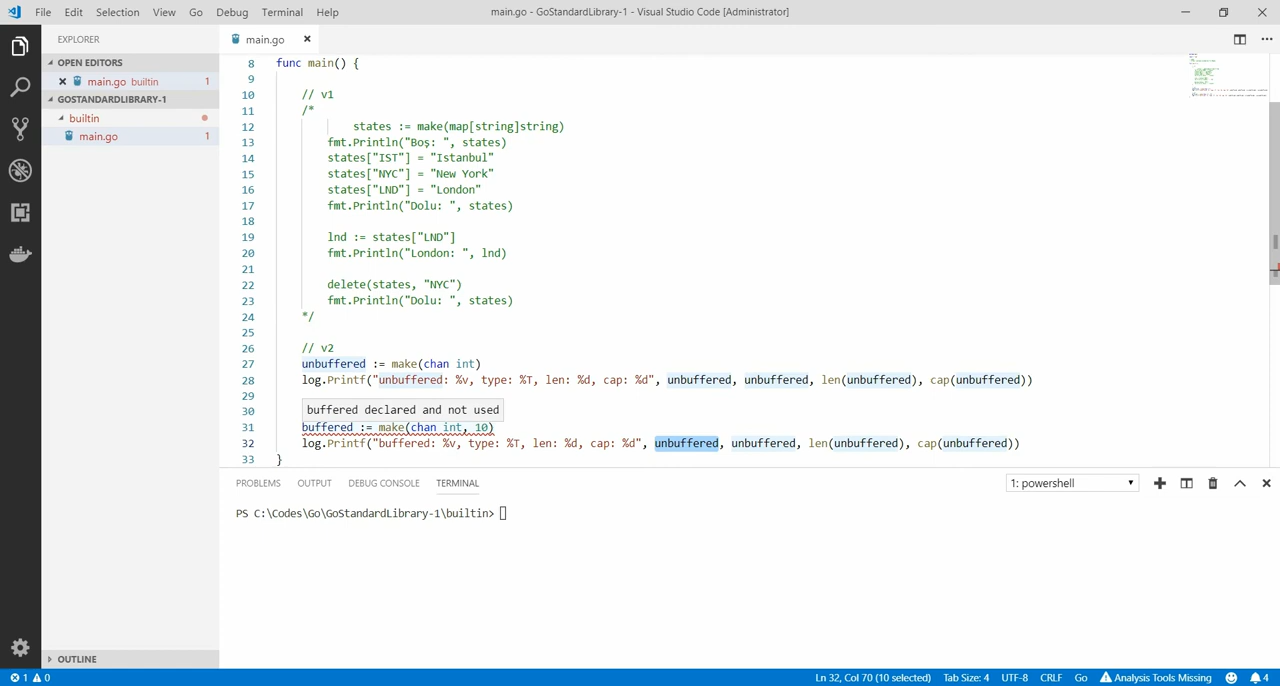 File Edit Selection View Go Debug Terminal Help main.go - GoStandardLibrary-1 - Visual Studio Code [Administrator]
EXPLORER
OPEN EDITORS
main.go builtin 1
GOSTANDARDLIBRARY-1
builtin
main.go 1
OUTLINE
main.go
8 func main() {
9
10 // v1
11 /*
12 states := make(map[string]string)
13 fmt.Println("Boş: ", states)
14 states["IST"] = "Istanbul"
15 states["NYC"] = "New York"
16 states["LND"] = "London"
17 fmt.Println("Dolu: ", states)
18
19 lnd := states["LND"]
20 fmt.Println("London: ", lnd)
21
22 delete(states, "NYC")
23 fmt.Println("Dolu: ", states)
24 */
25
26 // v2
27 unbuffered := make(chan int)
28 log.Printf("unbuffered: %v, type: %T, len: %d, cap: %d", unbuffered, unbuffered, len(unbuffered), cap(unbuffered))
29
30 buffered declared and not used
31 buffered := make(chan int, 10)
32 log.Printf("buffered: %v, type: %T, len: %d, cap: %d", unbuffered, unbuffered, len(unbuffered), cap(unbuffered))
33 }
PROBLEMS OUTPUT DEBUG CONSOLE TERMINAL 1: powershell
PS C:\Codes\Go\GoStandardLibrary-1\builtin>
1 0 Ln 32, Col 70 (10 selected) Tab Size: 4 UTF-8 CRLF Go Analysis Tools Missing 4